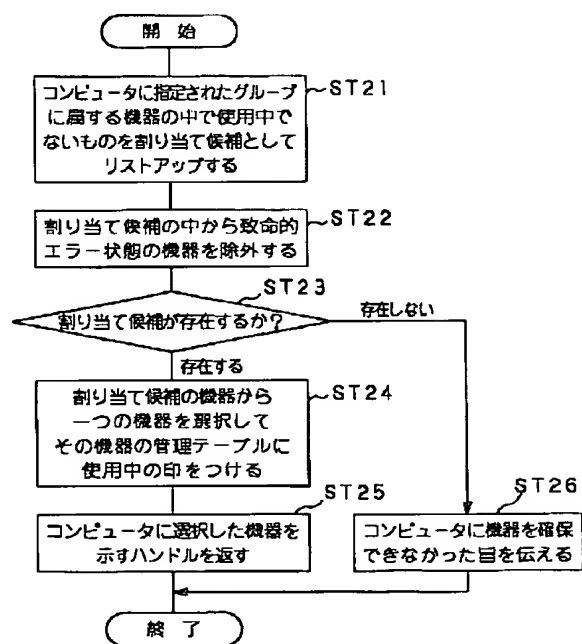 開 始
コンピュータに指定されたグループ
に属する機器の中で使用中で
ないものを割り当て候補として
リストアップする
ST21
割り当て候補の中から致命的
エラー状態の機器を除外する
ST22
ST23
割り当て候補が存在するか?
存在しない
存在する
割り当て候補の機器から
一つの機器を選択して
その機器の管理テーブルに
使用中の印をつける
ST24
ST25
コンピュータに選択した機器を
示すハンドルを返す
ST26
コンピュータに機器を確保
できなかった旨を伝える
終 了